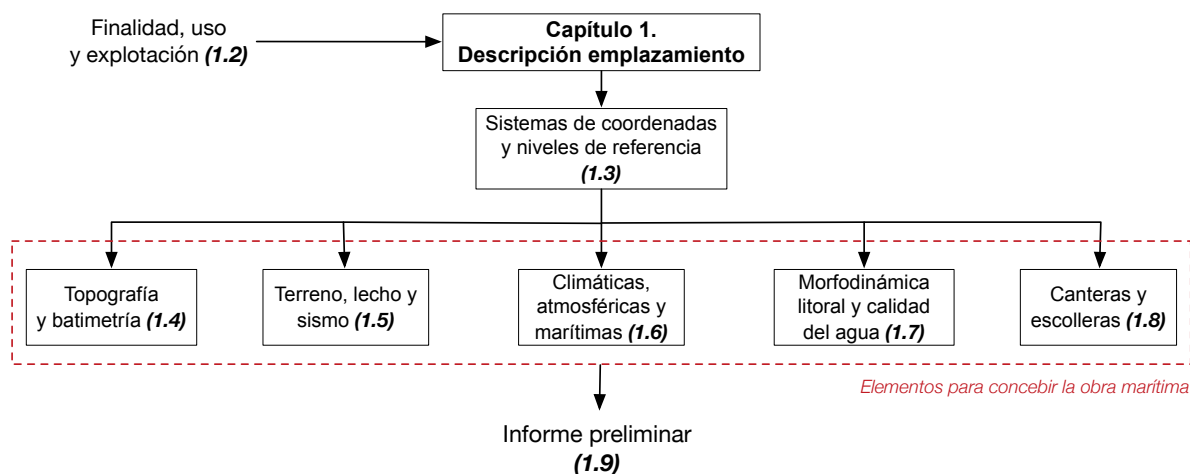 Finalidad, uso
y explotación (1.2)
Capítulo 1.
Descripción emplazamiento
Sistemas de coordenadas
y niveles de referencia
(1.3)
Topografía
y batimetría (1.4)
Terreno, lecho y
sismo (1.5)
Climáticas,
atmosféricas y
marítimas (1.6)
Morfodinámica
litoral y calidad
del agua (1.7)
Canteras y
escolleras (1.8)
Elementos para concebir la obra marítima
Informe preliminar
(1.9)